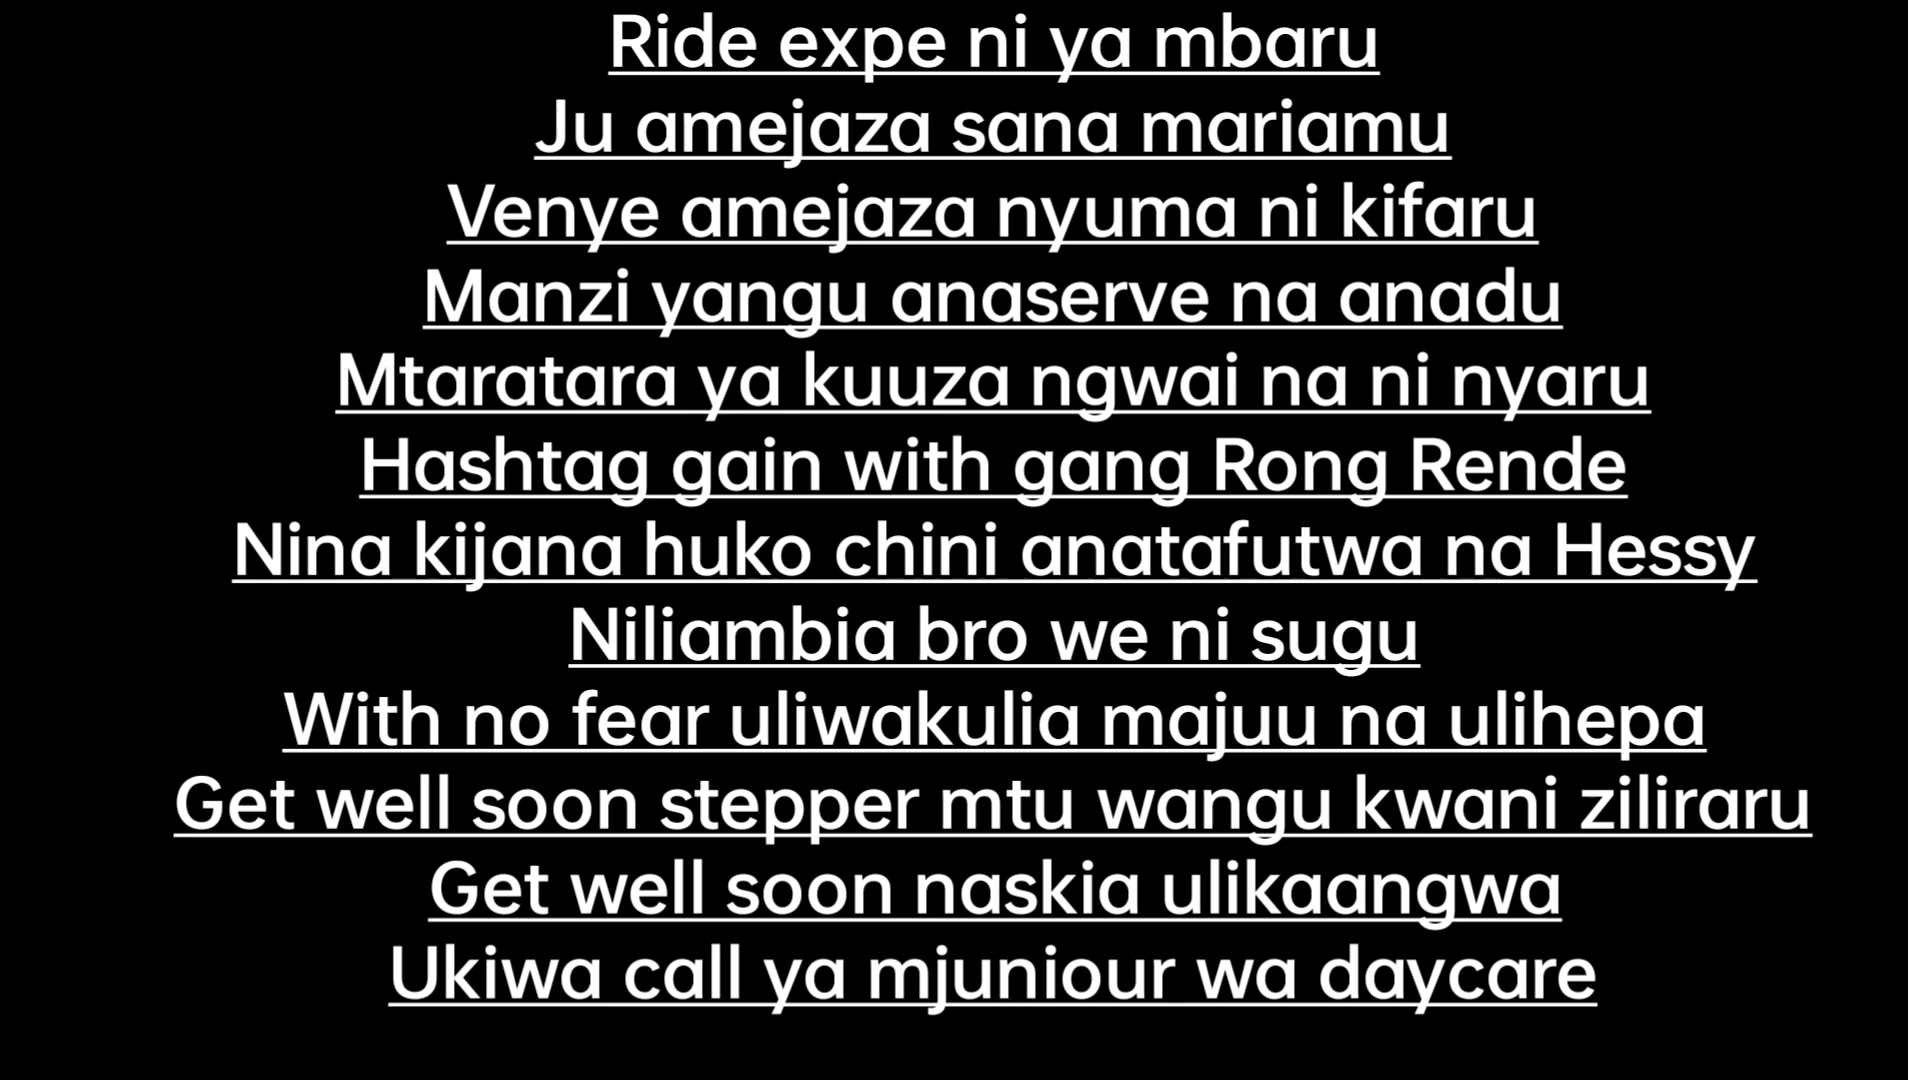 Ride expe ni ya mbaru
Ju amejaza sana mariamu
Venye amejaza nyuma ni kifaru
Manzi yangu anaserve na anadu
Mtaratara ya kuuza ngwai na ni nyaru
Hashtag gain with gang Rong Rende
Nina kijana huko chini anatafutwa na Hessy
Niliambia bro we ni sugu
With no fear uliwakulia majuu na ulihepa
Get well soon stepper mtu wangu kwani ziliraru
Get well soon naskia ulikaangwa
Ukiwa call ya mjuniour wa daycare